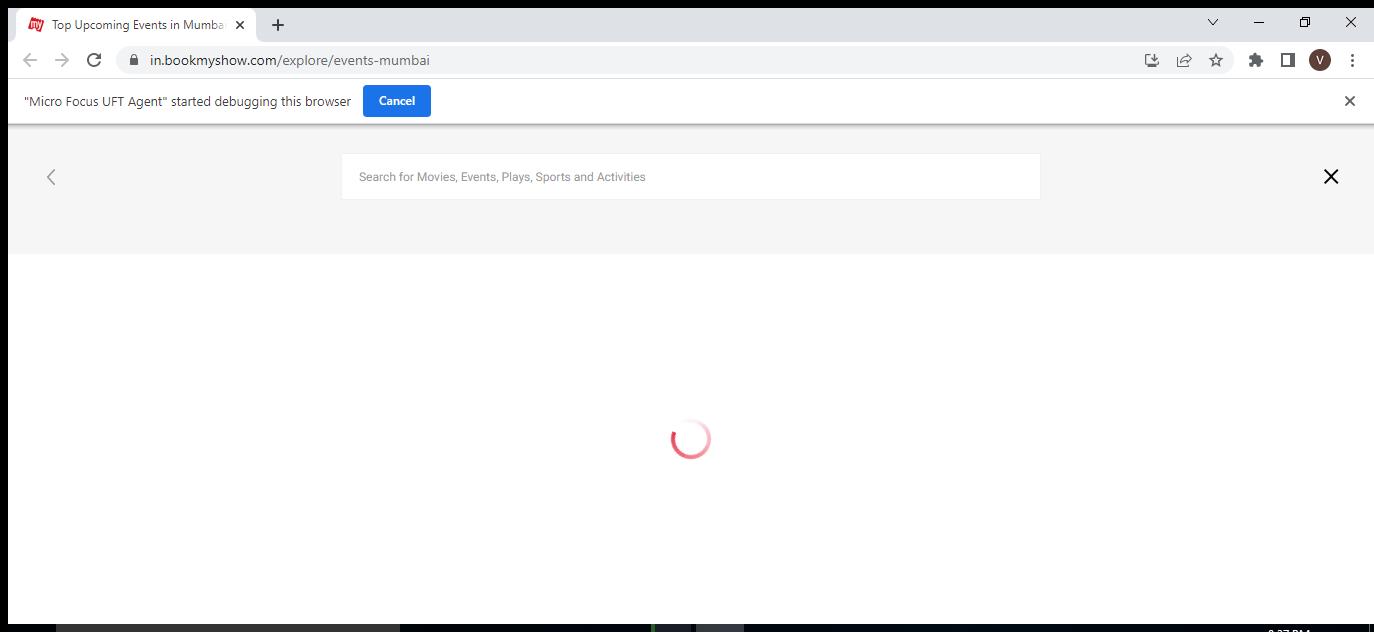 my Top Upcoming Events in Mumba
in.bookmyshow.com/explore/events-mumbai
V
"Micro Focus UFT Agent" started debugging this browser
Cancel
Search for Movies, Events, Plays, Sports and Activities